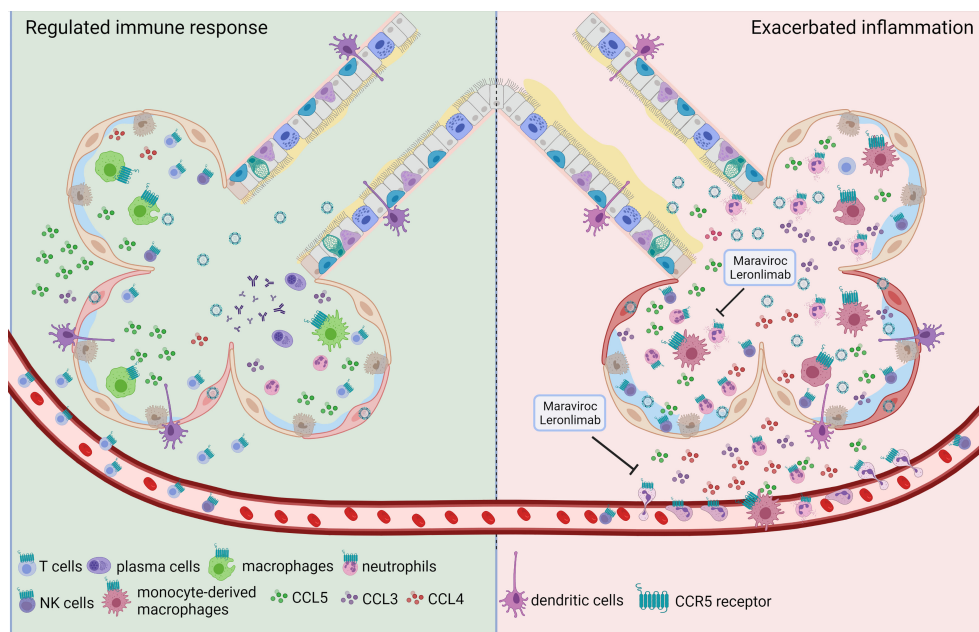 Regulated immune response
Exacerbated inflammation
Maraviroc
Leronlimab
Maraviroc
Leronlimab
T cells
plasma cells
macrophages
neutrophils
NK cells
monocyte-derived
macrophages
CCL5
CCL3
CCL4
dendritic cells
CCR5 receptor